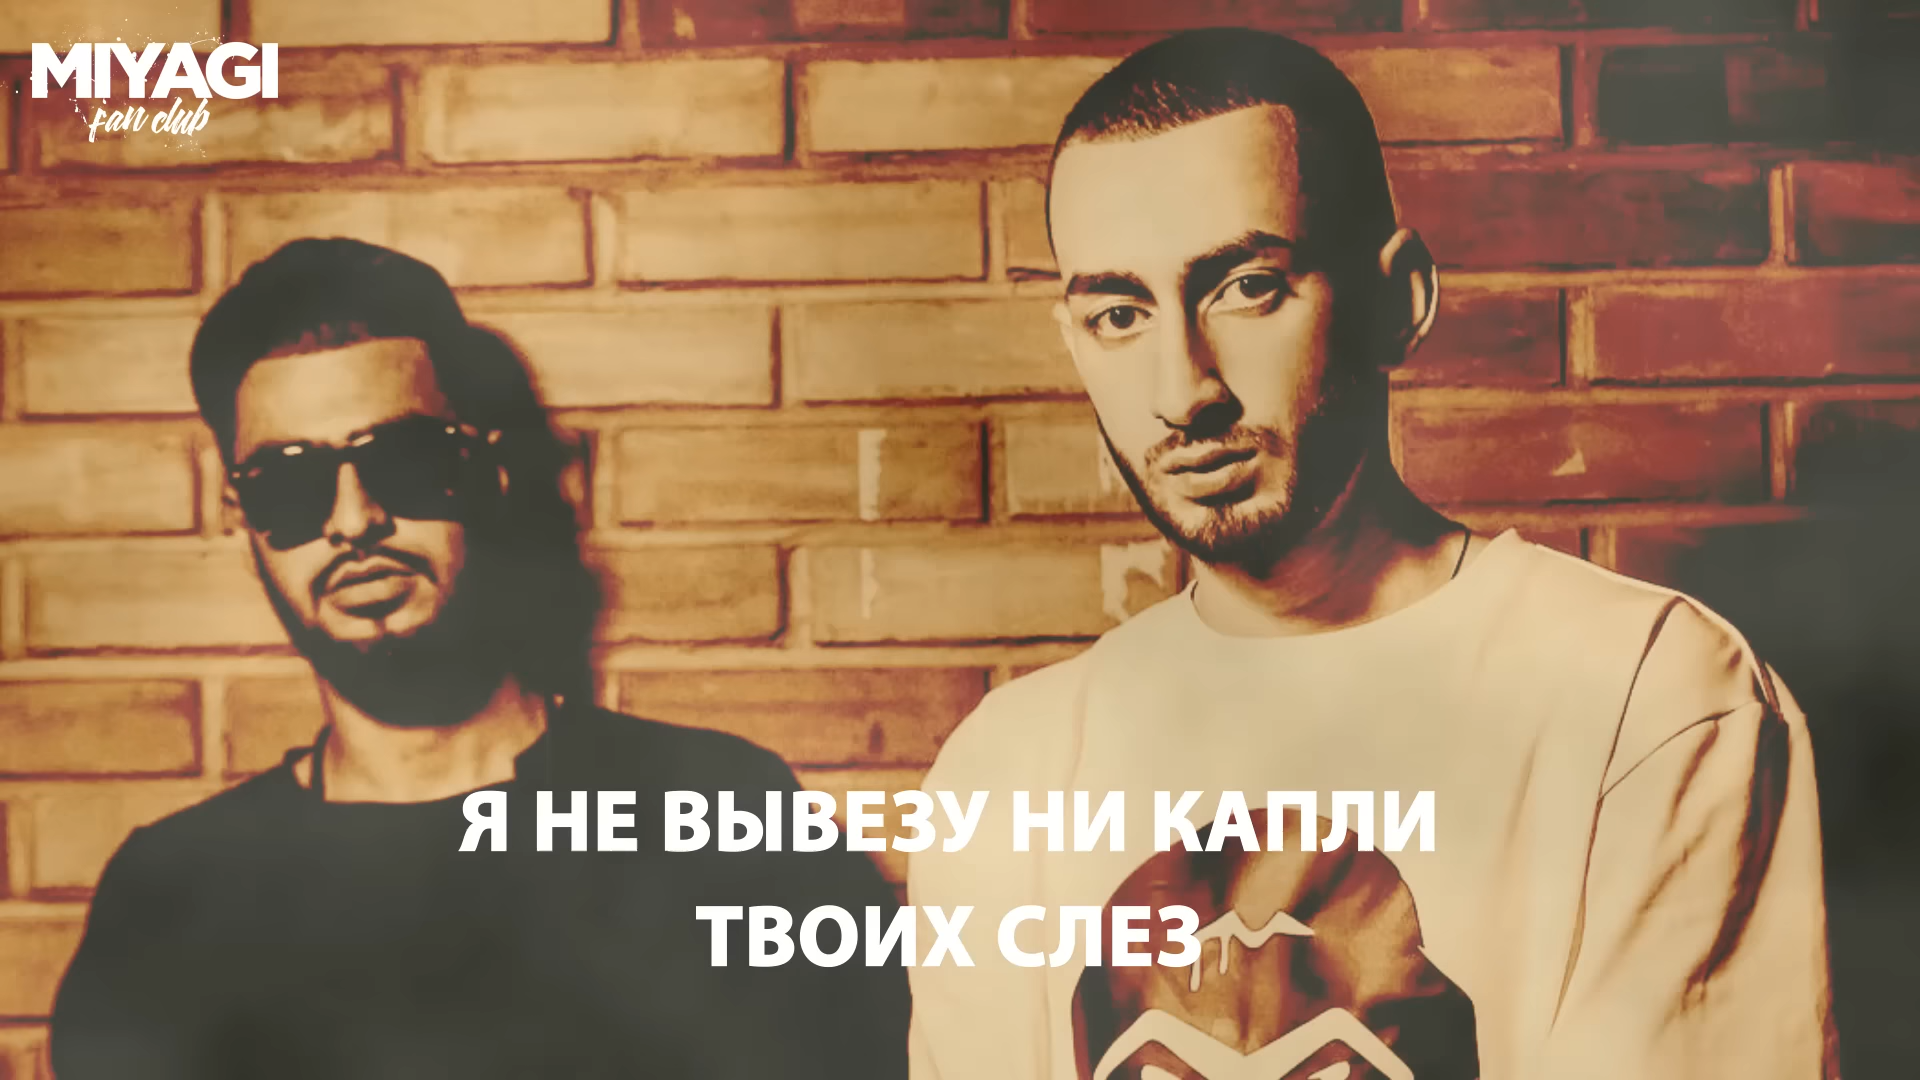 MIYAGI
fan club
Я НЕ ВЫВЕЗУ НИ КАПЛИ
ТВОИХ СЛЕЗ